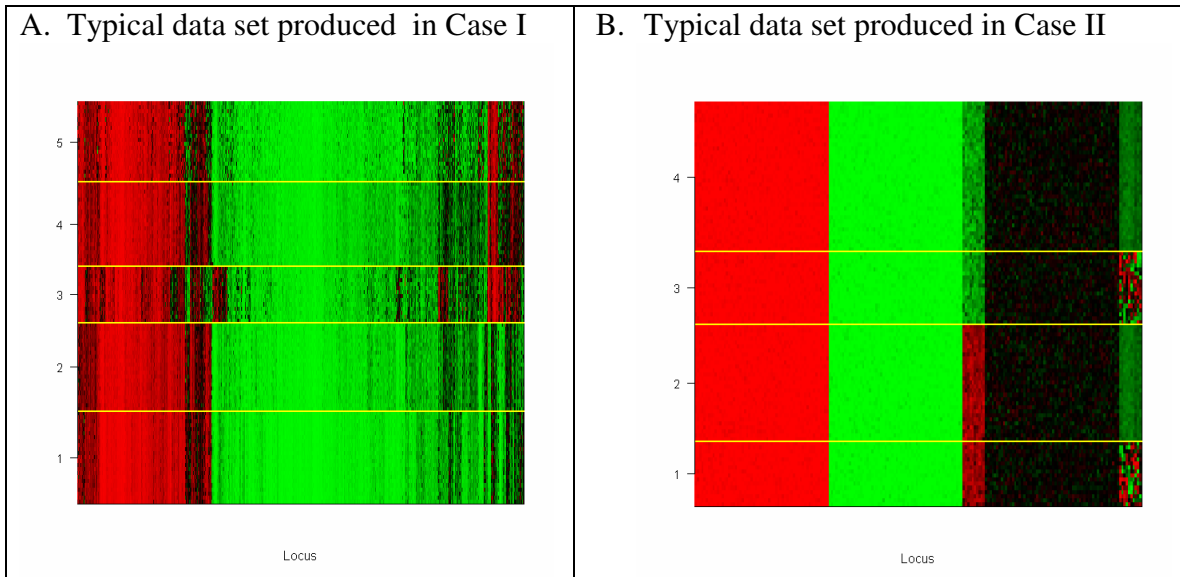 A. Typical data set produced in Case I
5
4
3
2
1
Locus
B. Typical data set produced in Case II
4
3
2
1
Locus